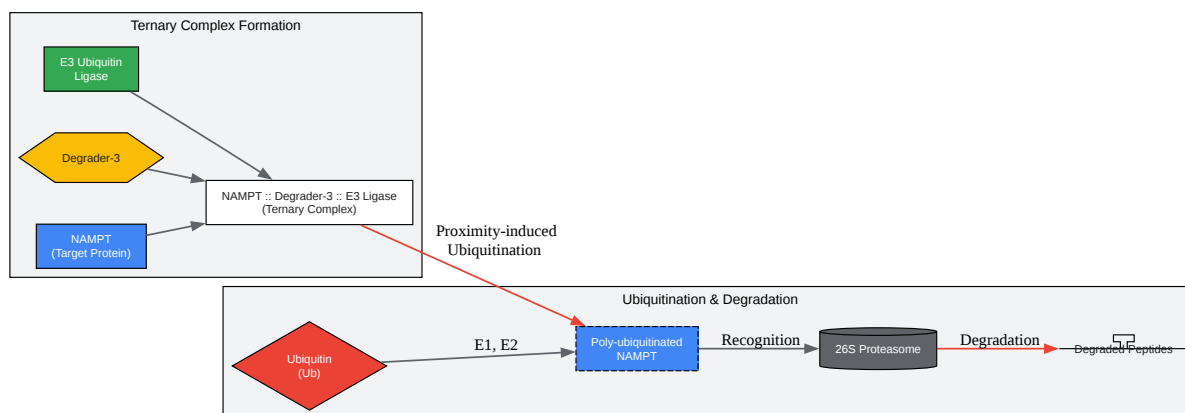 Ternary Complex Formation
E3 Ubiquitin
Ligase
Degrader-3
NAMPT :: Degrader-3 :: E3 Ligase
(Ternary Complex)
NAMPT
(Target Protein)
Proximity-induced
Ubiquitination
Ubiquitination & Degradation
Ubiquitin
(Ub)
E1, E2
Poly-ubiquitinated
NAMPT
Recognition
26S Proteasome
Degradation
Degraded Peptides